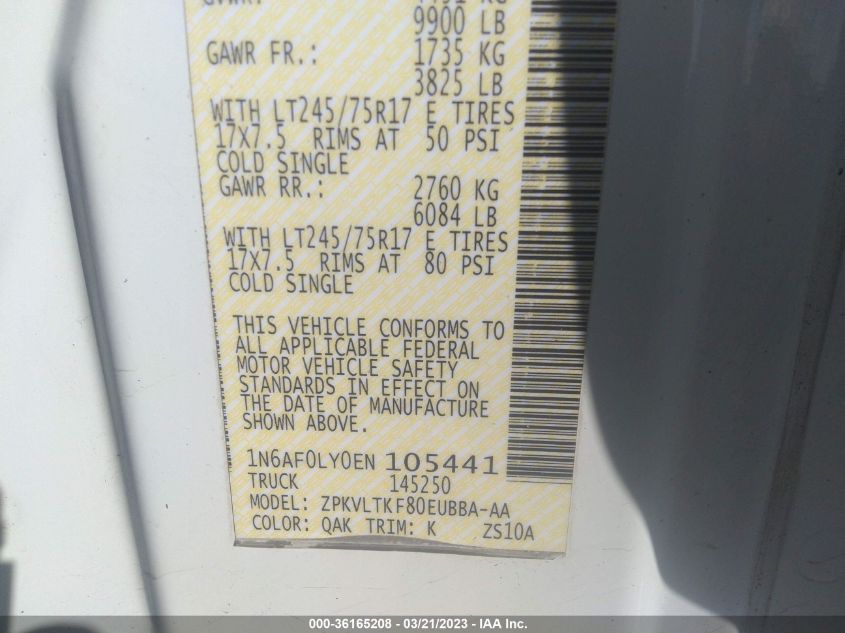 9900 LB
GAWR FR.: 1735 KG
3825 LB
WITH LT245/75R17 E TIRES
17X7.5 RIMS AT 50 PSI
COLD SINGLE
GAWR RR.: 2760 KG
6084 LB
WITH LT245/75R17 E TIRES
17X7.5 RIMS AT 80 PSI
COLD SINGLE
THIS VEHICLE CONFORMS TO
ALL APPLICABLE FEDERAL
MOTOR VEHICLE SAFETY
STANDARDS IN EFFECT ON
THE DATE OF MANUFACTURE
SHOWN ABOVE.
1N6AF0LY0EN 105441
TRUCK 145250
MODEL: ZPKVLTKF80EUBBA-AA
COLOR: QAK TRIM: K ZS10A
000-36165208 - 03/21/2023 - IAA Inc.